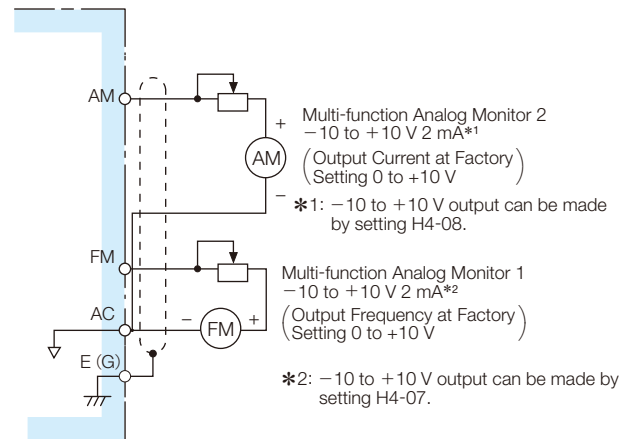 AM
+
Multi-function Analog Monitor 2
−10 to +10 V 2 mA*1
AM
(Output Current at Factory
Setting 0 to +10 V)
−
*1: −10 to +10 V output can be made
by setting H4-08.
FM
Multi-function Analog Monitor 1
−10 to +10 V 2 mA*2
AC
−
FM
+
(Output Frequency at Factory
Setting 0 to +10 V)
E (G)
*2: −10 to +10 V output can be made by
setting H4-07.